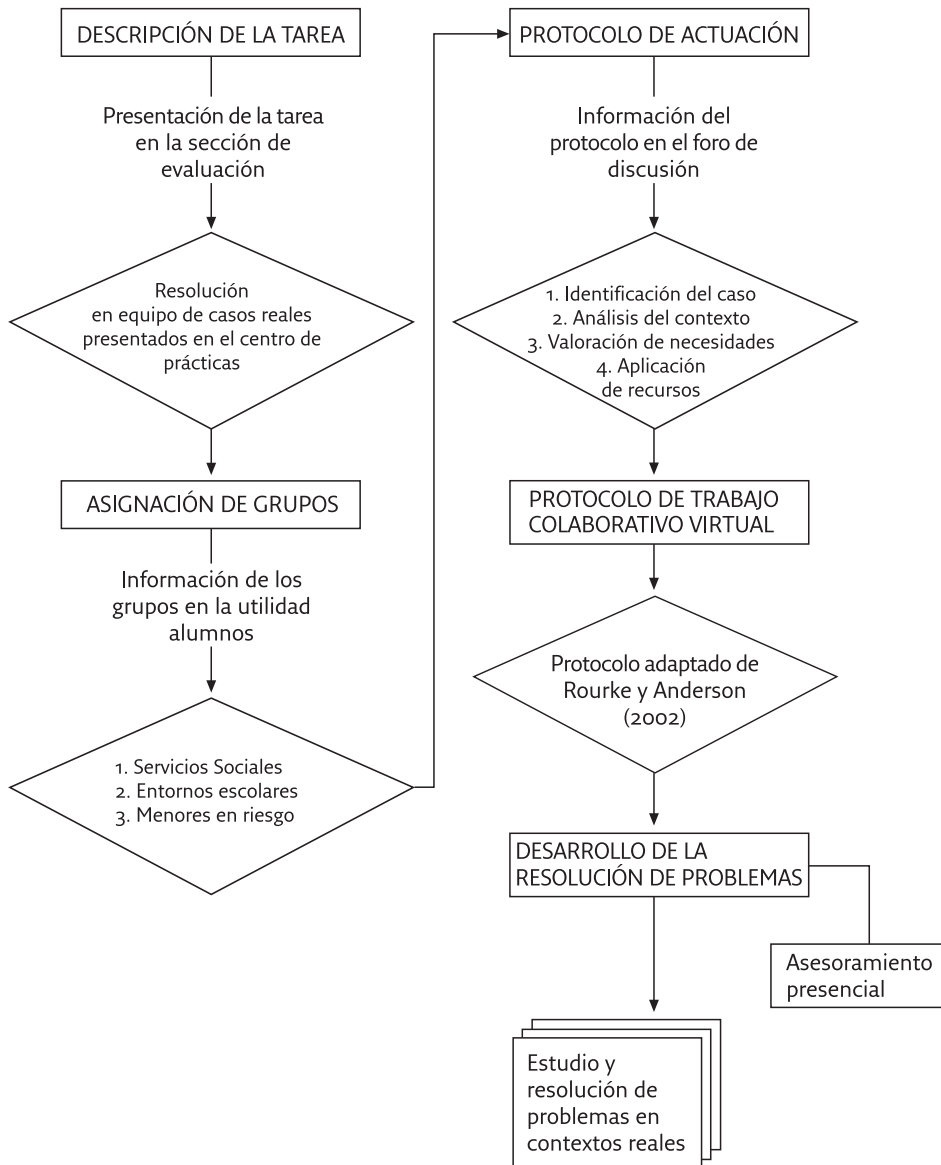 DESCRIPCIÓN DE LA TAREA
Presentación de la tarea
en la sección de
evaluación
Resolución
en equipo de casos reales
presentados en el centro de
prácticas
ASIGNACIÓN DE GRUPOS
Información de los
grupos en la utilidad
alumnos
1. Servicios Sociales
2. Entornos escolares
3. Menores en riesgo
PROTOCOLO DE ACTUACIÓN
Información del
protocolo en el foro de
discusión
1. Identificación del caso
2. Análisis del contexto
3. Valoración de necesidades
4. Aplicación
de recursos
PROTOCOLO DE TRABAJO
COLABORATIVO VIRTUAL
Protocolo adaptado de
Rourke y Anderson
(2002)
DESARROLLO DE LA
RESOLUCIÓN DE PROBLEMAS
Asesoramiento
presencial
Estudio y
resolución de
problemas en
contextos reales